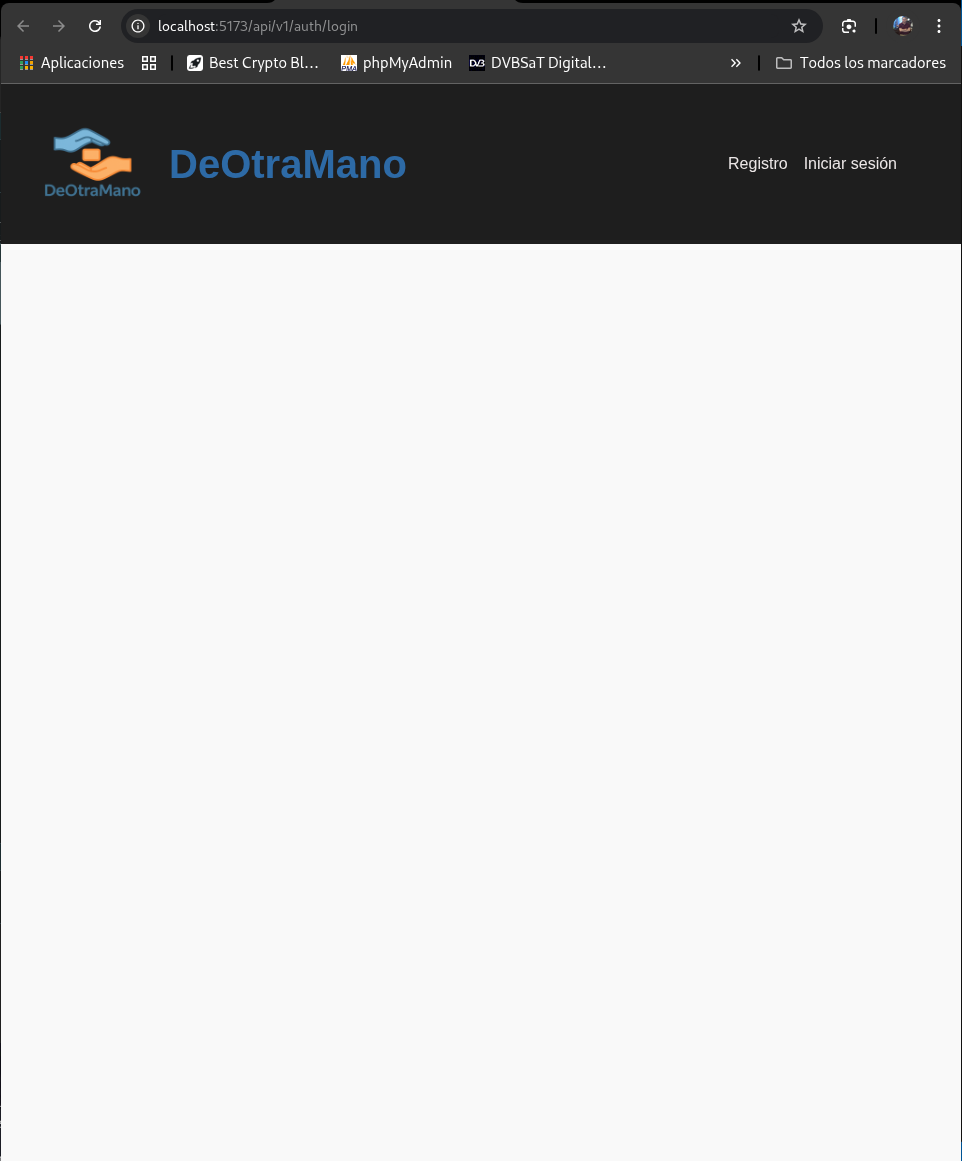 localhost:5173/api/v1/auth/login
Aplicaciones Best Crypto Bl... phpMyAdmin DVBSaT Digital... » Todos los marcadores
DeOtraMano DeOtraMano Registro Iniciar sesión